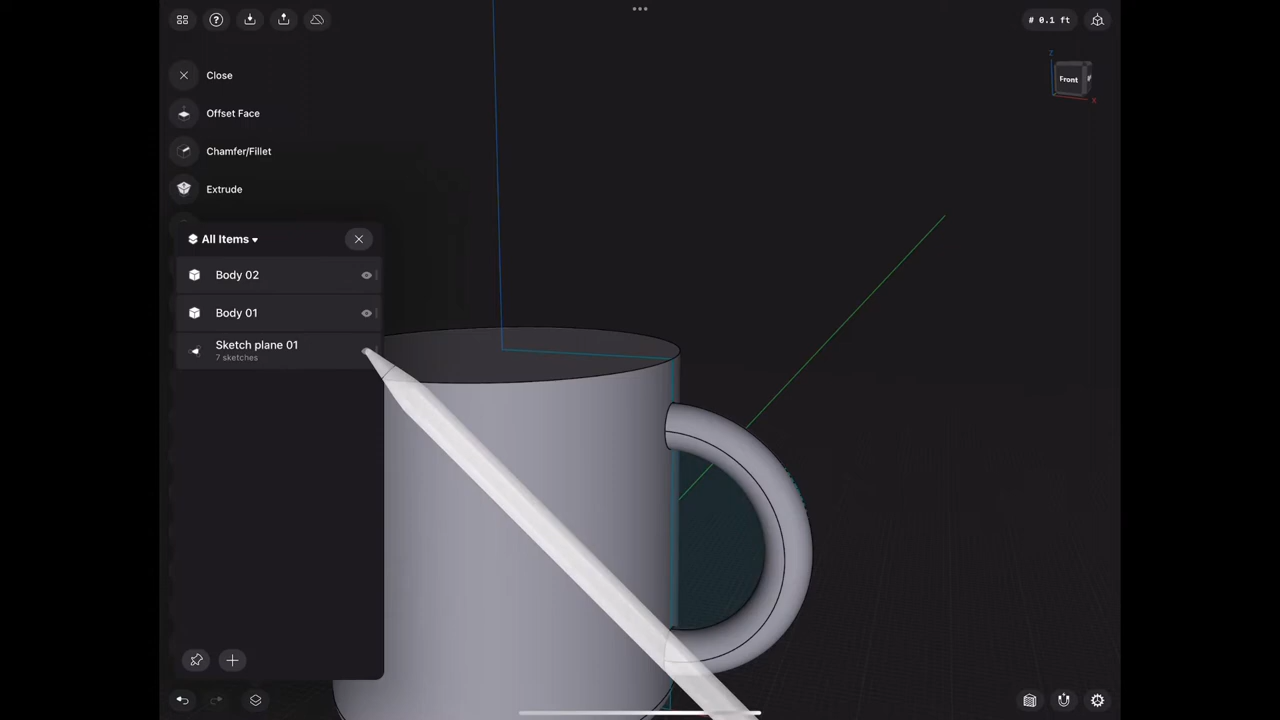 # 0.1 ft
Z
Front
X
Close
Offset Face
Chamfer/Fillet
Extrude
All Items
Body 02
Body 01
Sketch plane 01
7 sketches